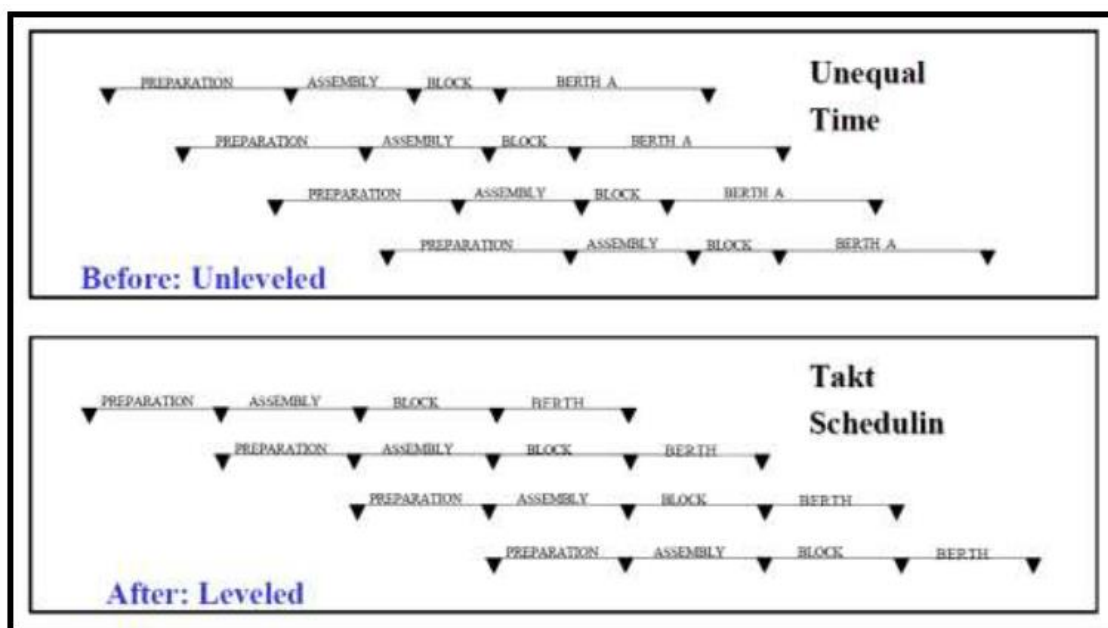 Unequal
Time
PREPARATION ASSEMBLY BLOCK BERTH A
PREPARATION ASSEMBLY BLOCK BERTH A
PREPARATION ASSEMBLY BLOCK BERTH A
PREPARATION ASSEMBLY BLOCK BERTH A
Before: Unleveled
Takt
Schedulin
PREPARATION ASSEMBLY BLOCK BERTH
PREPARATION ASSEMBLY BLOCK BERTH
PREPARATION ASSEMBLY BLOCK BERTH
PREPARATION ASSEMBLY BLOCK BERTH
After: Leveled